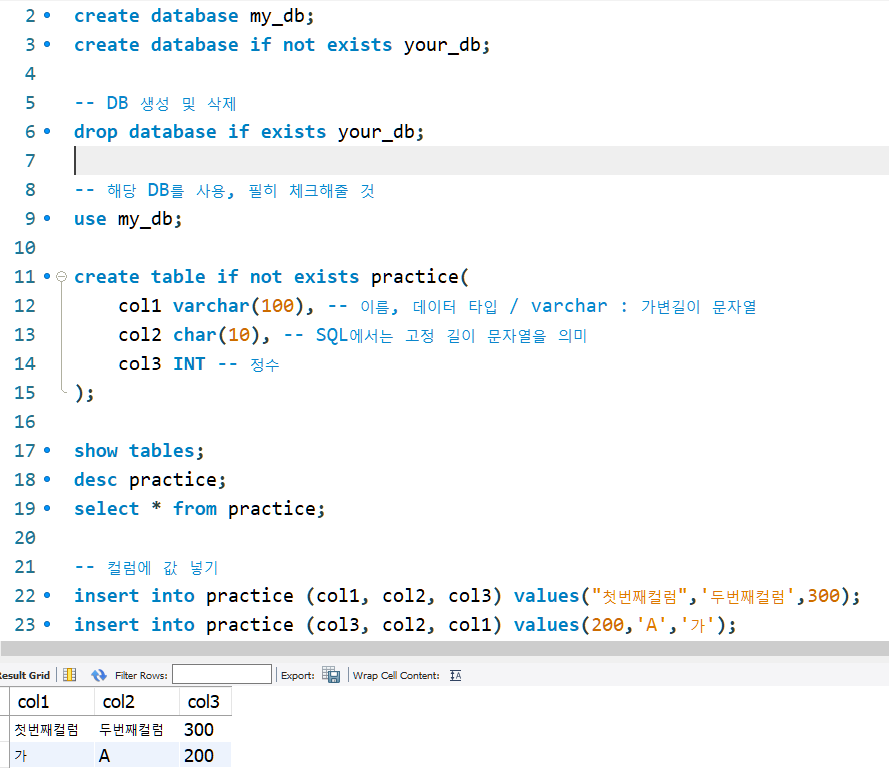 2 create database my_db;
3 create database if not exists your_db;
4
5 -- DB 생성 및 삭제
6 drop database if exists your_db;
7
8 -- 해당 DB를 사용, 필히 체크해줄 것
9 use my_db;
10
11 create table if not exists practice(
12 col1 varchar(100), -- 이름, 데이터 타입 / varchar : 가변길이 문자열
13 col2 char(10), -- SQL에서는 고정 길이 문자열을 의미
14 col3 INT -- 정수
15 );
16
17 show tables;
18 desc practice;
19 select * from practice;
20
21 -- 컬럼에 값 넣기
22 insert into practice (col1, col2, col3) values("첫번째컬럼",'두번째컬럼',300);
23 insert into practice (col3, col2, col1) values(200,'A','가');
esult Grid Filter Rows: Export: Wrap Cell Content: IA
col1 col2 col3
첫번째컬럼 두번째컬럼 300
가 A 200